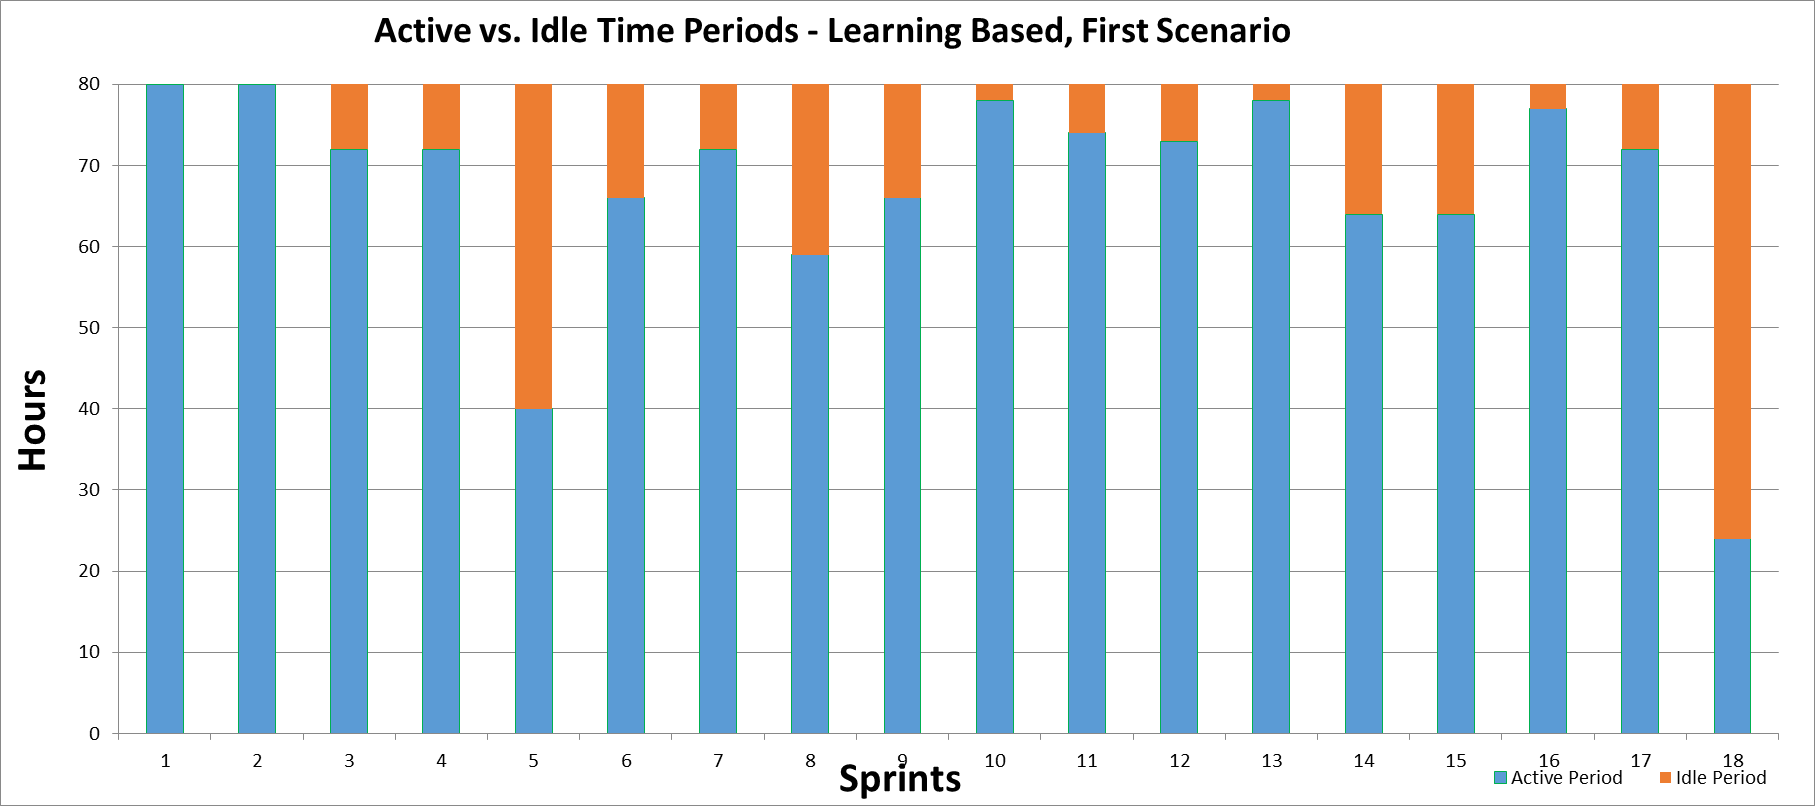 Active vs. Idle Time Periods - Learning Based, First Scenario
80
70
60
50
40
30
20
10
0
Hours
1 2 3 4 5 6 7 8 9 10 11 12 13 14 15 16 17 18
Sprints
Active Period Idle Period